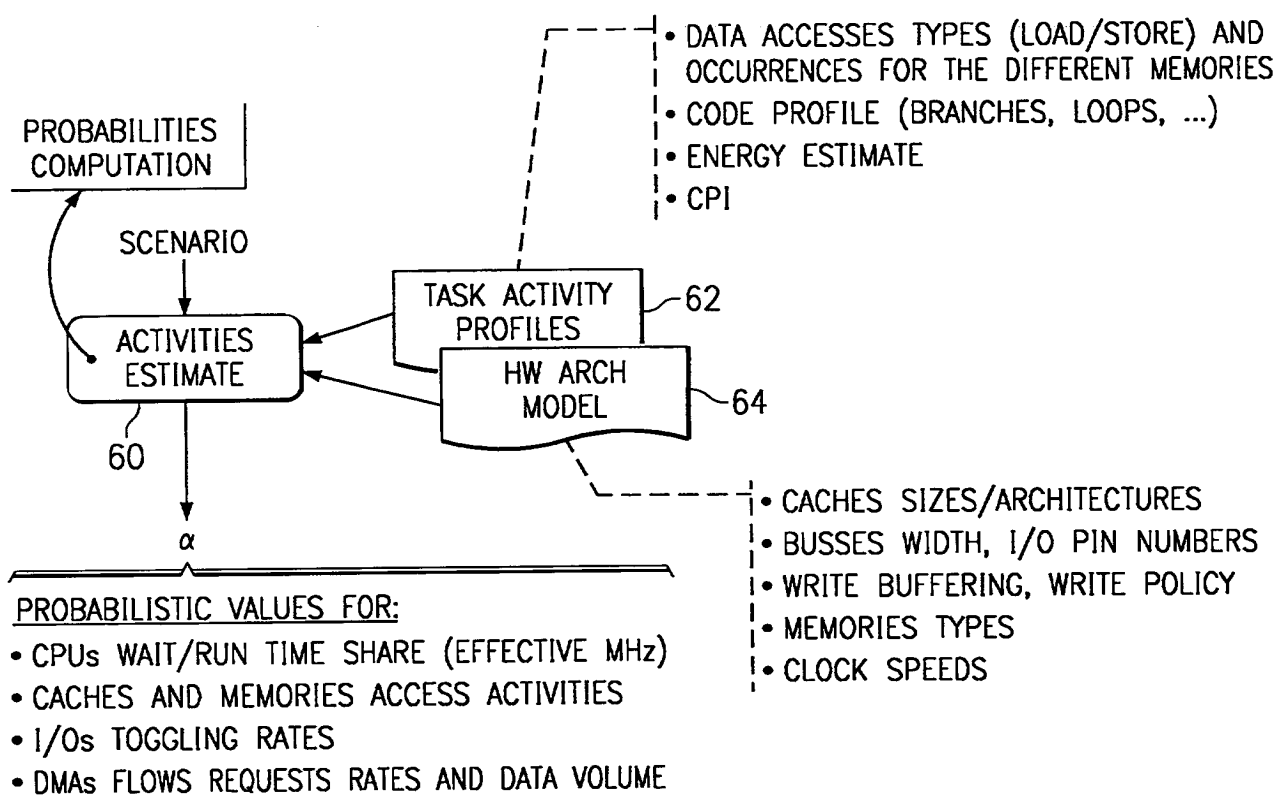 • DATA ACCESSES TYPES (LOAD/STORE) AND
OCCURRENCES FOR THE DIFFERENT MEMORIES
• CODE PROFILE (BRANCHES, LOOPS, ...)
• ENERGY ESTIMATE
• CPI
PROBABILITIES
COMPUTATION
SCENARIO
TASK ACTIVITY
PROFILES
62
ACTIVITIES
ESTIMATE
60
HW ARCH
MODEL
64
• CACHES SIZES/ARCHITECTURES
• BUSSES WIDTH, I/O PIN NUMBERS
• WRITE BUFFERING, WRITE POLICY
• MEMORIES TYPES
• CLOCK SPEEDS
α
PROBABILISTIC VALUES FOR:
• CPUs WAIT/RUN TIME SHARE (EFFECTIVE MHz)
• CACHES AND MEMORIES ACCESS ACTIVITIES
• I/Os TOGGLING RATES
• DMAs FLOWS REQUESTS RATES AND DATA VOLUME